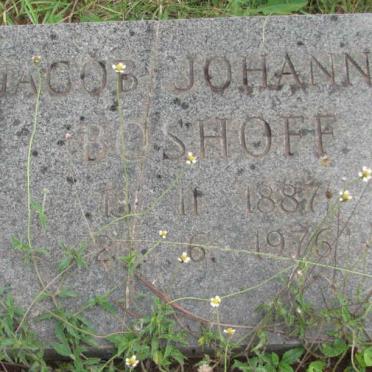 JACOB JOHANN
BOSHOFF
11 1887
6. 1976